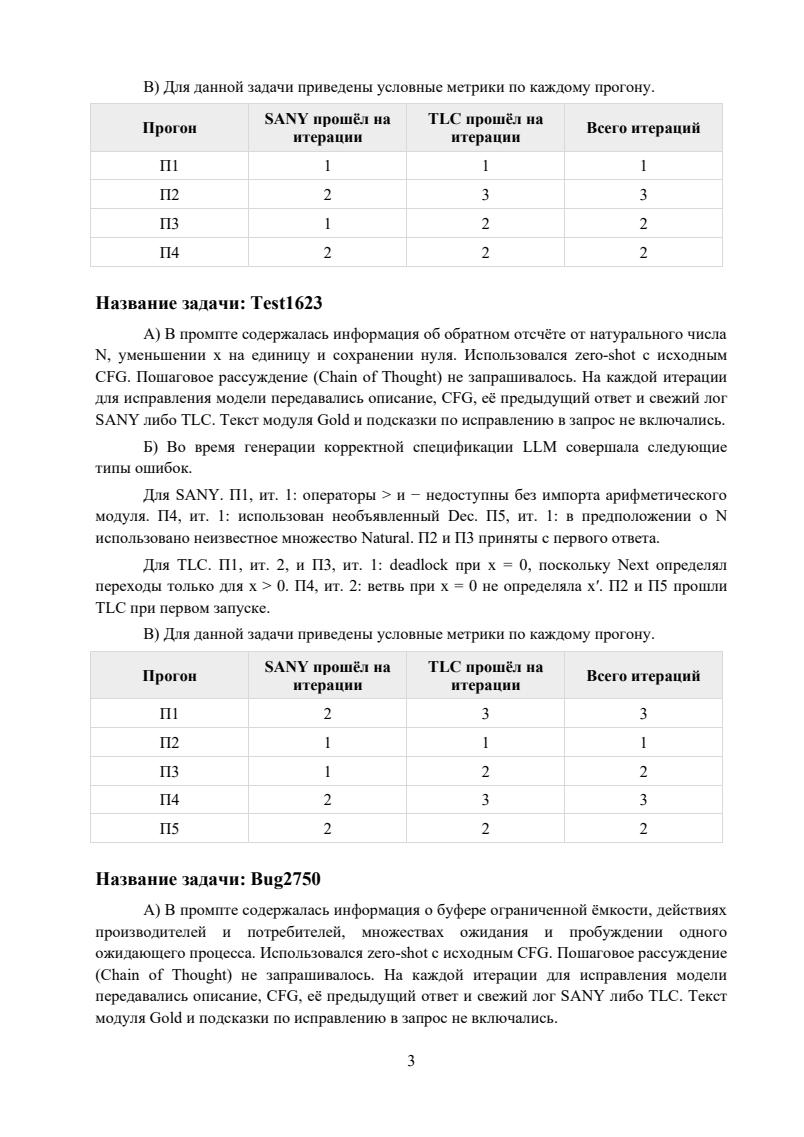 В) Для данной задачи приведены условные метрики по каждому прогону.
Прогон SANY прошёл на итерации TLC прошёл на итерации Всего итераций
П1 1 1 1
П2 2 3 3
П3 1 2 2
П4 2 2 2
Название задачи: Test1623
А) В промпте содержалась информация об обратном отсчёте от натурального числа
N, уменьшении x на единицу и сохранении нуля. Использовался zero-shot с исходным
CFG. Пошаговое рассуждение (Chain of Thought) не запрашивалось. На каждой итерации
для исправления модели передавались описание, CFG, её предыдущий ответ и свежий лог
SANY либо TLC. Текст модуля Gold и подсказки по исправлению в запрос не включались.
Б) Во время генерации корректной спецификации LLM совершала следующие
типы ошибок.
Для SANY. П1, ит. 1: операторы > и − недоступны без импорта арифметического
модуля. П4, ит. 1: использован необъявленный Dec. П5, ит. 1: в предположении о N
использовано неизвестное множество Natural. П2 и П3 приняты с первого ответа.
Для TLC. П1, ит. 2, и П3, ит. 1: deadlock при x = 0, поскольку Next определял
переходы только для x > 0. П4, ит. 2: ветвь при x = 0 не определяла x′. П2 и П5 прошли
TLC при первом запуске.
В) Для данной задачи приведены условные метрики по каждому прогону.
Прогон SANY прошёл на итерации TLC прошёл на итерации Всего итераций
П1 2 3 3
П2 1 1 1
П3 1 2 2
П4 2 3 3
П5 2 2 2
Название задачи: Bug2750
А) В промпте содержалась информация о буфере ограниченной ёмкости, действиях
производителей и потребителей, множествах ожидания и пробуждении одного
ожидающего процесса. Использовался zero-shot с исходным CFG. Пошаговое рассуждение
(Chain of Thought) не запрашивалось. На каждой итерации для исправления модели
передавались описание, CFG, её предыдущий ответ и свежий лог SANY либо TLC. Текст
модуля Gold и подсказки по исправлению в запрос не включались.
3